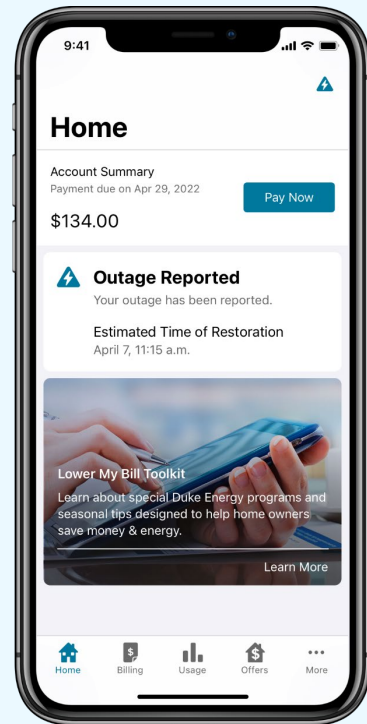 9:41
Home
Account Summary
Payment due on Apr 29, 2022
Pay Now
$134.00
Outage Reported
Your outage has been reported.
Estimated Time of Restoration
April 7, 11:15 a.m.
Lower My Bill Toolkit
Learn about special Duke Energy programs and
seasonal tips designed to help home owners
save money & energy.
Learn More
Home
Billing
Usage
Offers
More